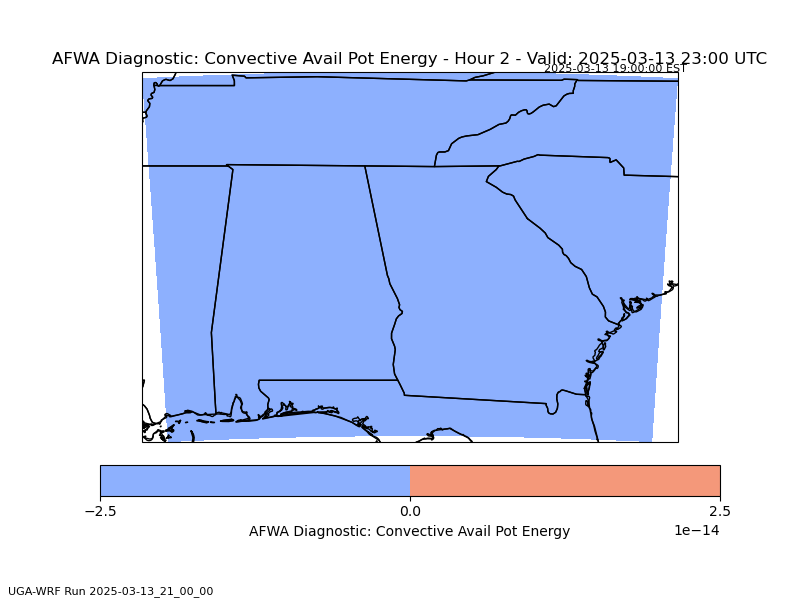 AFWA Diagnostic: Convective Avail Pot Energy - Hour 2 - Valid: 2025-03-13 23:00 UTC
2025-03-13 19:00:00 EST
−2.5 0.0 2.5
1e−14
AFWA Diagnostic: Convective Avail Pot Energy
UGA-WRF Run 2025-03-13_21_00_00